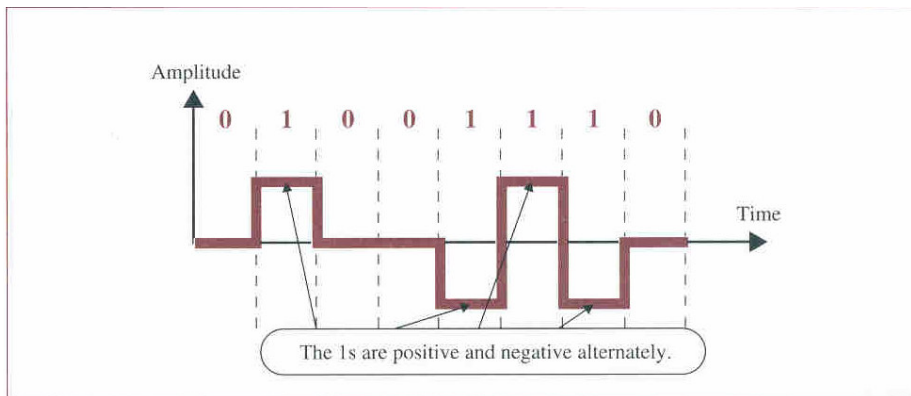 Amplitude
0 1 0 0 1 1 1 0
Time
The 1s are positive and negative alternately.